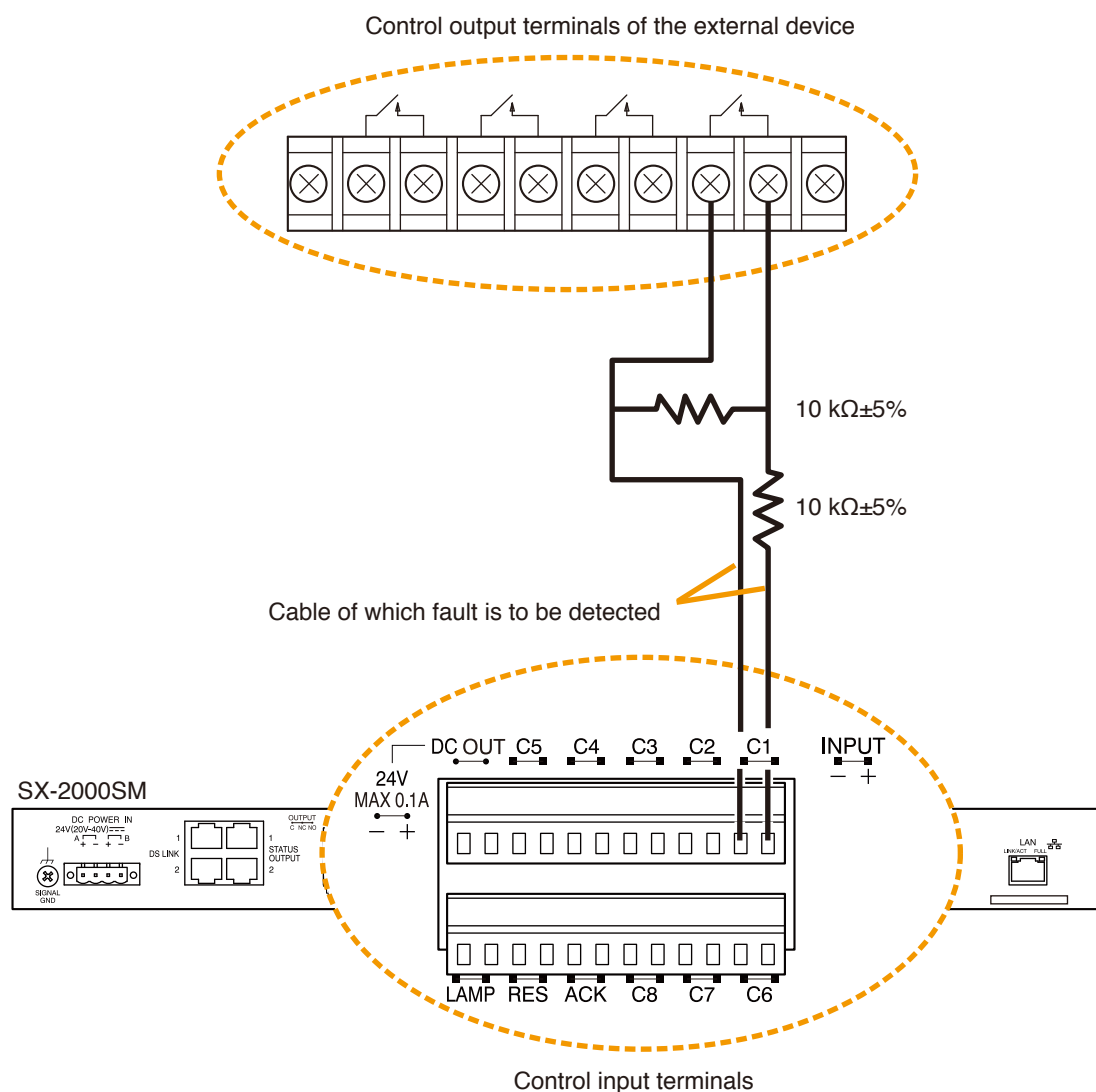 Control output terminals of the external device
10 kΩ±5%
10 kΩ±5%
Cable of which fault is to be detected
DC OUT C5 C4 C3 C2 C1 INPUT
24V
MAX 0.1A
− +
− +
SX-2000SM
DC POWER IN
24V(20V-40V)
A B
+ − + −
SIGNAL
GND
DS LINK
1
2
1
2
STATUS
OUTPUT
OUTPUT
C NC NO
LAN
LINK/ACT FULL
LAMP RES ACK C8 C7 C6
Control input terminals